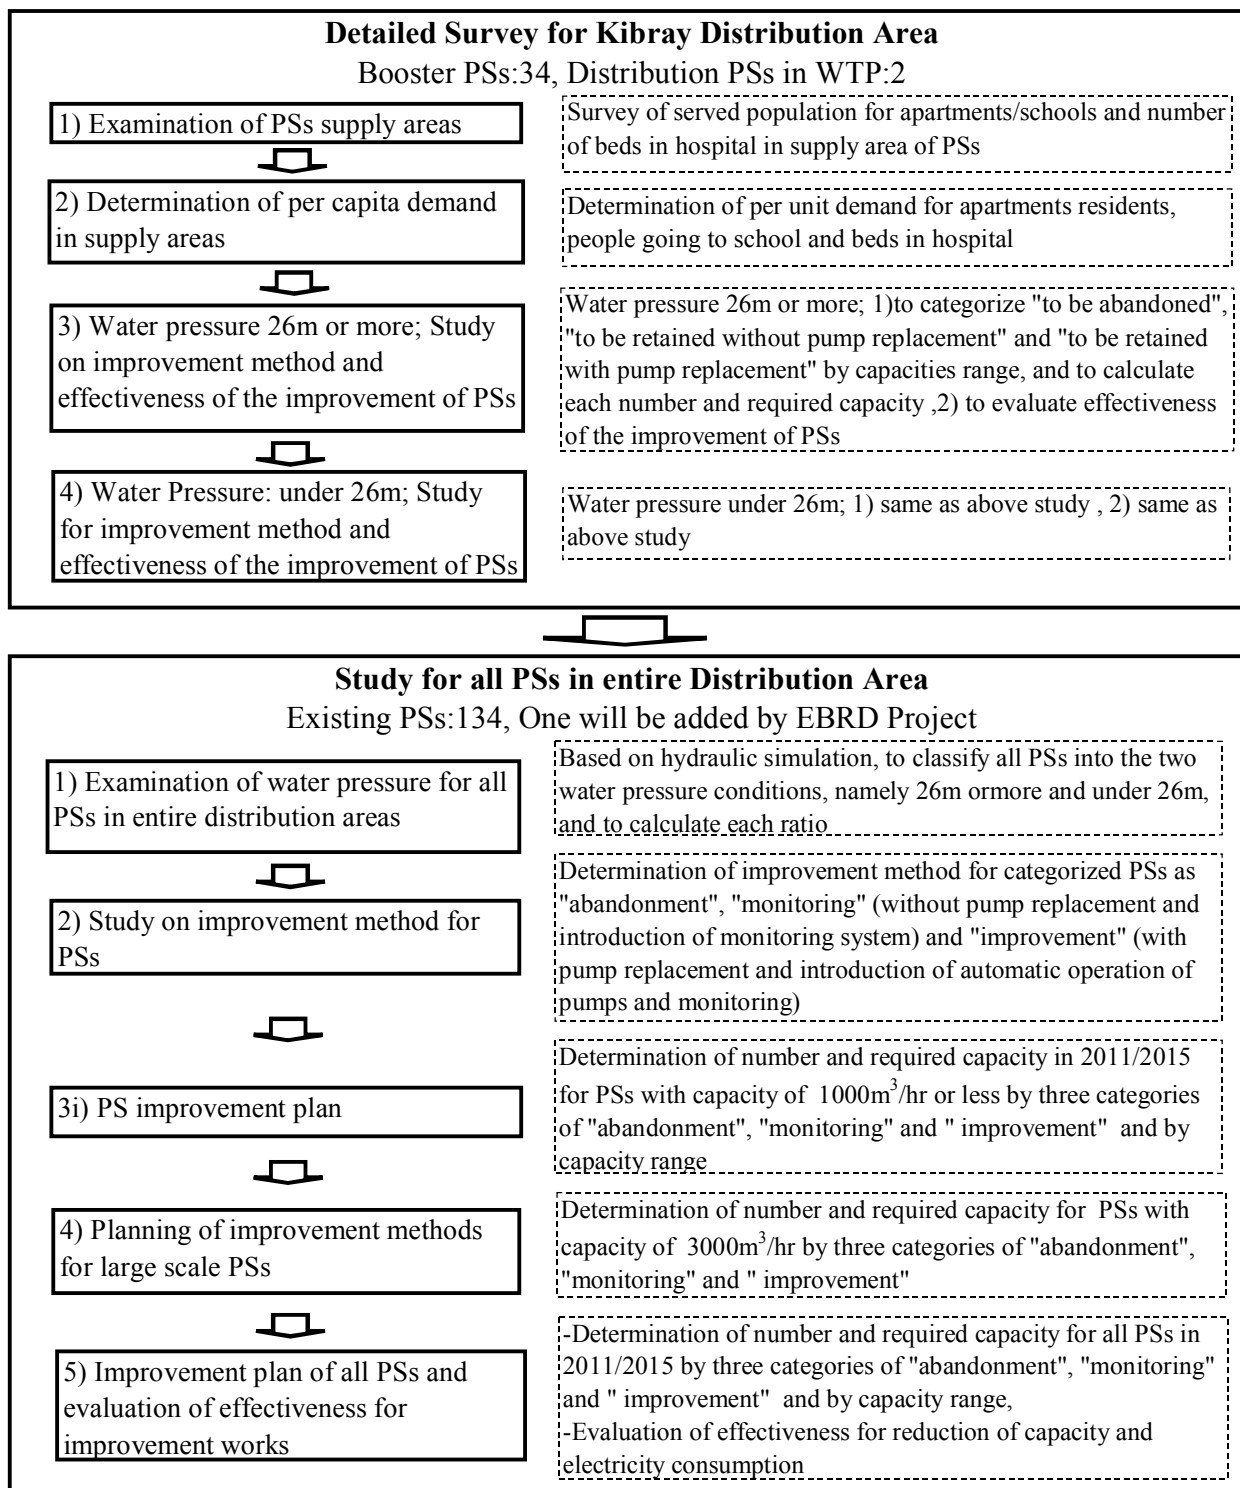 Detailed Survey for Kibray Distribution Area
Booster PSs:34, Distribution PSs in WTP:2
1) Examination of PSs supply areas
Survey of served population for apartments/schools and number
of beds in hospital in supply area of PSs
2) Determination of per capita demand
in supply areas
Determination of per unit demand for apartments residents,
people going to school and beds in hospital
3) Water pressure 26m or more; Study
on improvement method and
effectiveness of the improvement of PSs
Water pressure 26m or more; 1)to categorize "to be abandoned",
"to be retained without pump replacement" and "to be retained
with pump replacement" by capacities range, and to calculate
each number and required capacity ,2) to evaluate effectiveness
of the improvement of PSs
4) Water Pressure: under 26m; Study
for improvement method and
effectiveness of the improvement of PSs
Water pressure under 26m; 1) same as above study , 2) same as
above study
Study for all PSs in entire Distribution Area
Existing PSs:134, One will be added by EBRD Project
1) Examination of water pressure for all
PSs in entire distribution areas
Based on hydraulic simulation, to classify all PSs into the two
water pressure conditions, namely 26m ormore and under 26m,
and to calculate each ratio
2) Study on improvement method for
PSs
Determination of improvement method for categorized PSs as
"abandonment", "monitoring" (without pump replacement and
introduction of monitoring system) and "improvement" (with
pump replacement and introduction of automatic operation of
pumps and monitoring)
3i) PS improvement plan
Determination of number and required capacity in 2011/2015
for PSs with capacity of 1000m³/hr or less by three categories
of "abandonment", "monitoring" and " improvement" and by
capacity range
4) Planning of improvement methods
for large scale PSs
Determination of number and required capacity for PSs with
capacity of 3000m³/hr by three categories of "abandonment",
"monitoring" and " improvement"
5) Improvement plan of all PSs and
evaluation of effectiveness for
improvement works
-Determination of number and required capacity for all PSs in
2011/2015 by three categories of "abandonment", "monitoring"
and " improvement" and by capacity range,
-Evaluation of effectiveness for reduction of capacity and
electricity consumption